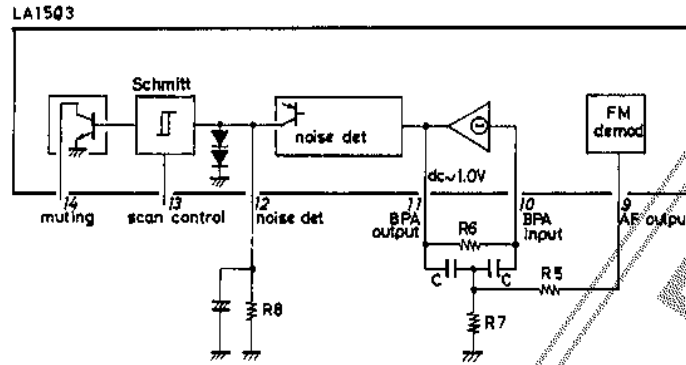 LA1503
Schmitt
noise det
FM
demod
dc~1.0V
14
13
12
11
10
9
muting
scan control
noise det
BPA
output
BPA
input
AF output
R6
C
C
R5
R8
R7